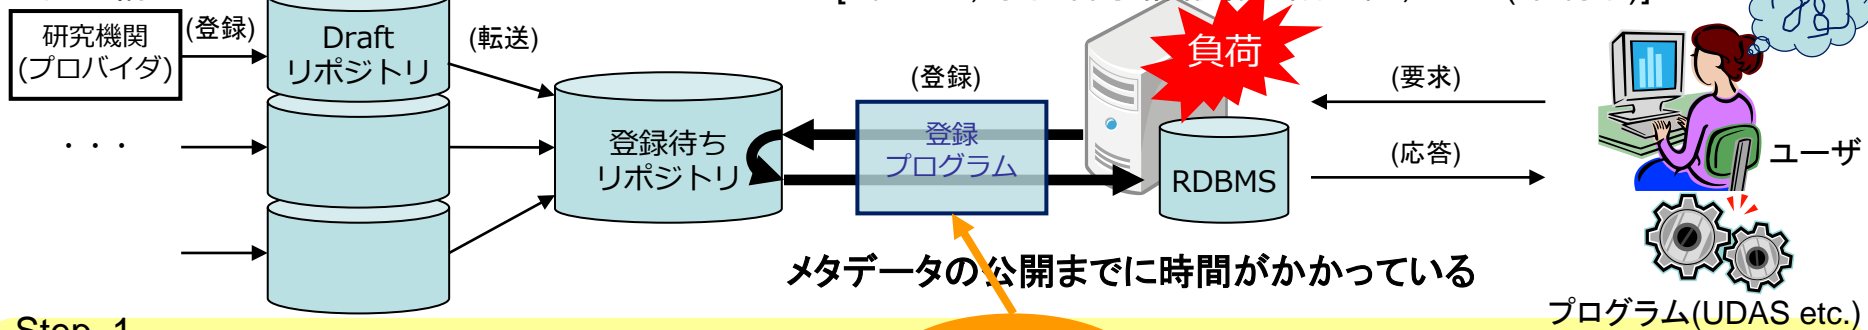 研究機関
(プロバイダ)
(登録)
Draft
リポジトリ
(転送)
登録待ち
リポジトリ
(登録)
登録
プログラム
負荷
RDBMS
(要求)
(応答)
ユーザ
・・・
メタデータの公開までに時間がかかっている
プログラム(UDAS etc.)